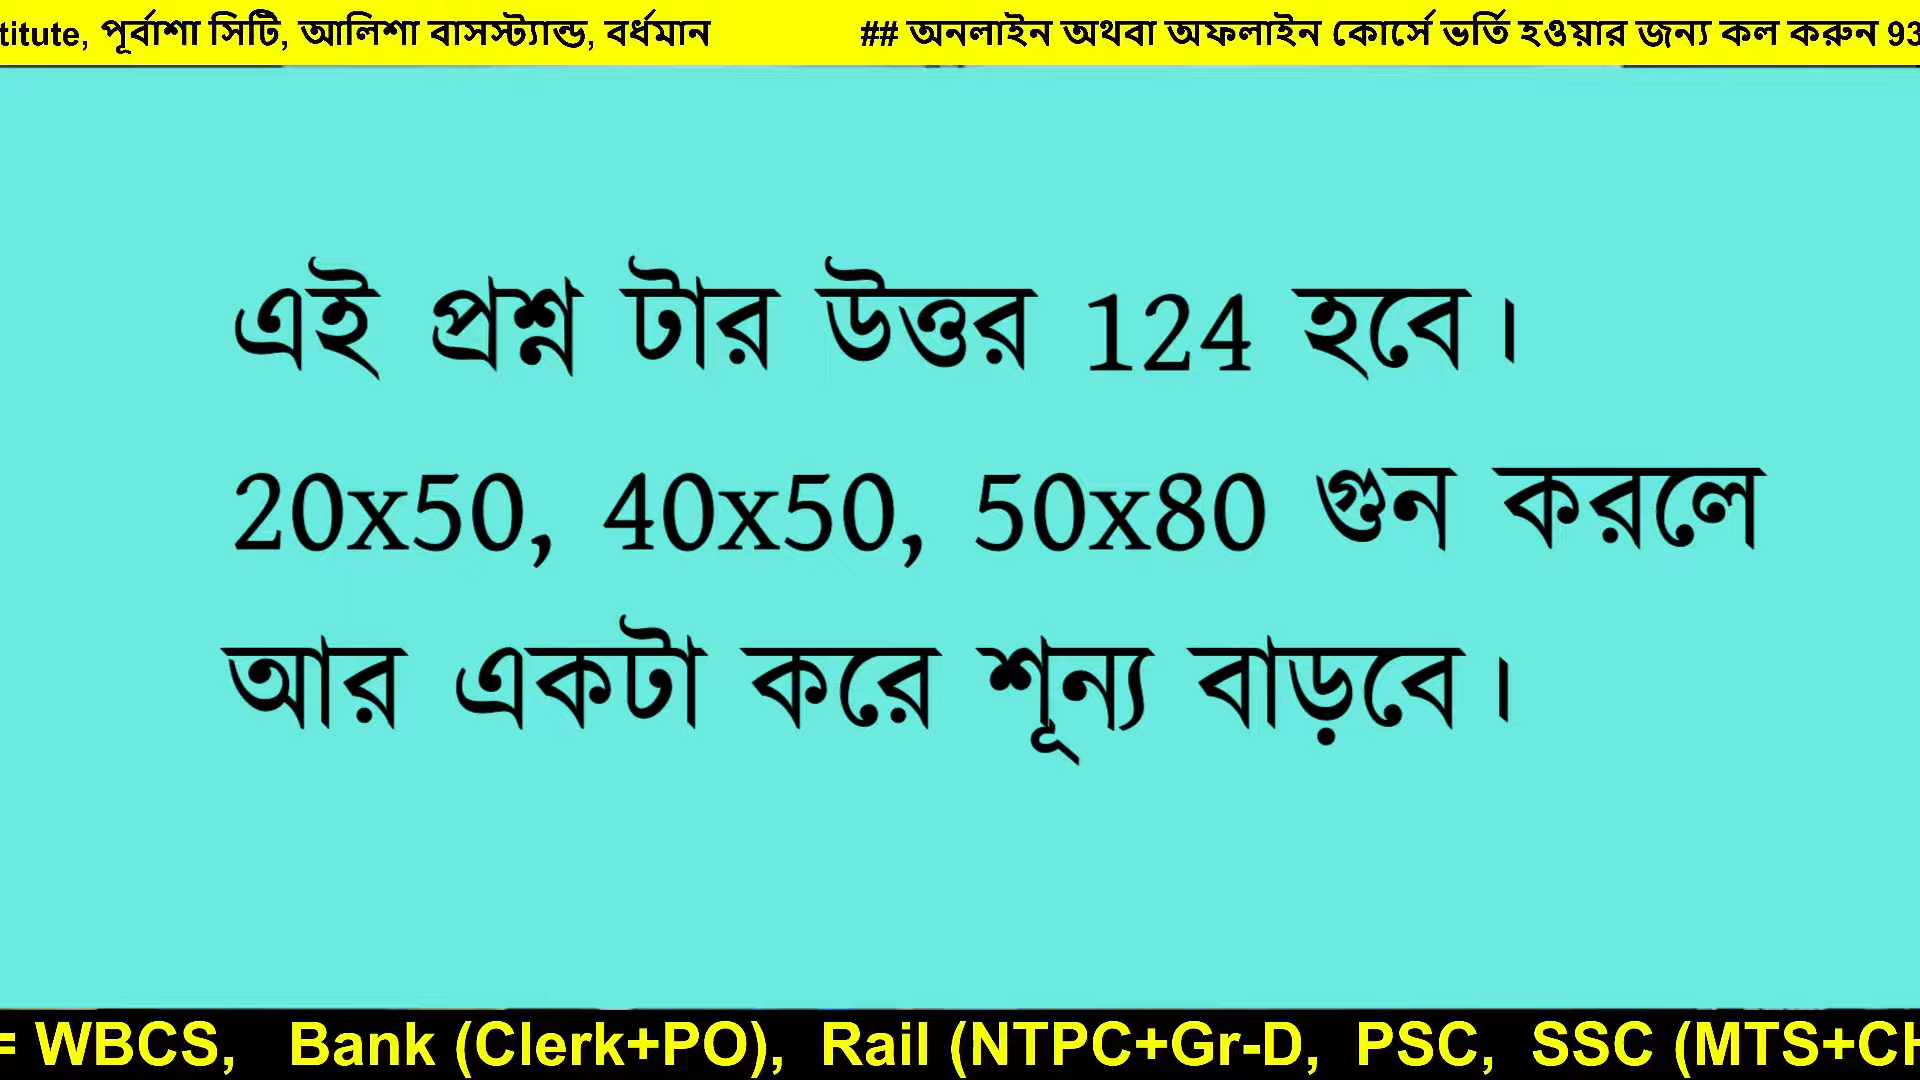 পূর্বাশা সিটি, আলিশা বাসস্ট্যান্ড, বর্ধমান ## অনলাইন অথবা অফলাইন কোর্সে ভর্তি হওয়ার জন্য কল করুন 93
এই প্রশ্ন টার উত্তর 124 হবে।
20x50, 40x50, 50x80 গুন করলে
আর একটা করে শূন্য বাড়বে।
= WBCS, Bank (Clerk+PO), Rail (NTPC+Gr-D, PSC, SSC (MTS+CH